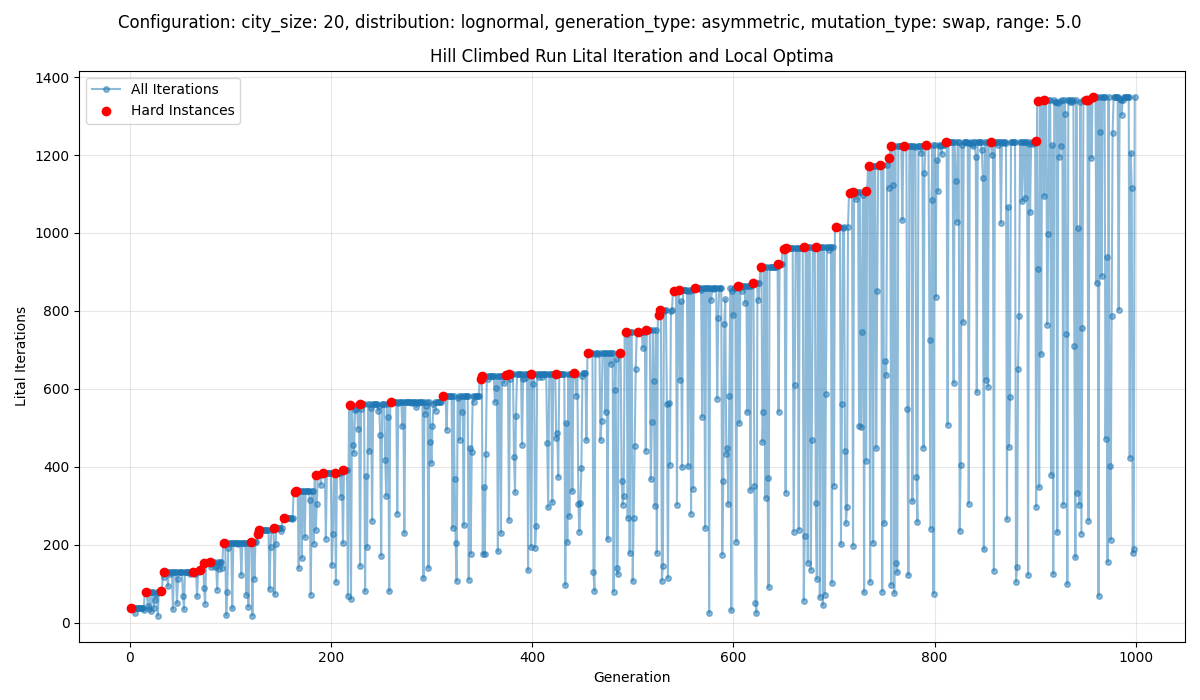 Configuration: city_size: 20, distribution: lognormal, generation_type: asymmetric, mutation_type: swap, range: 5.0
Hill Climbed Run Lital Iteration and Local Optima
All Iterations
Hard Instances
Lital Iterations
1400
1200
1000
800
600
400
200
0
0 200 400 600 800 1000
Generation